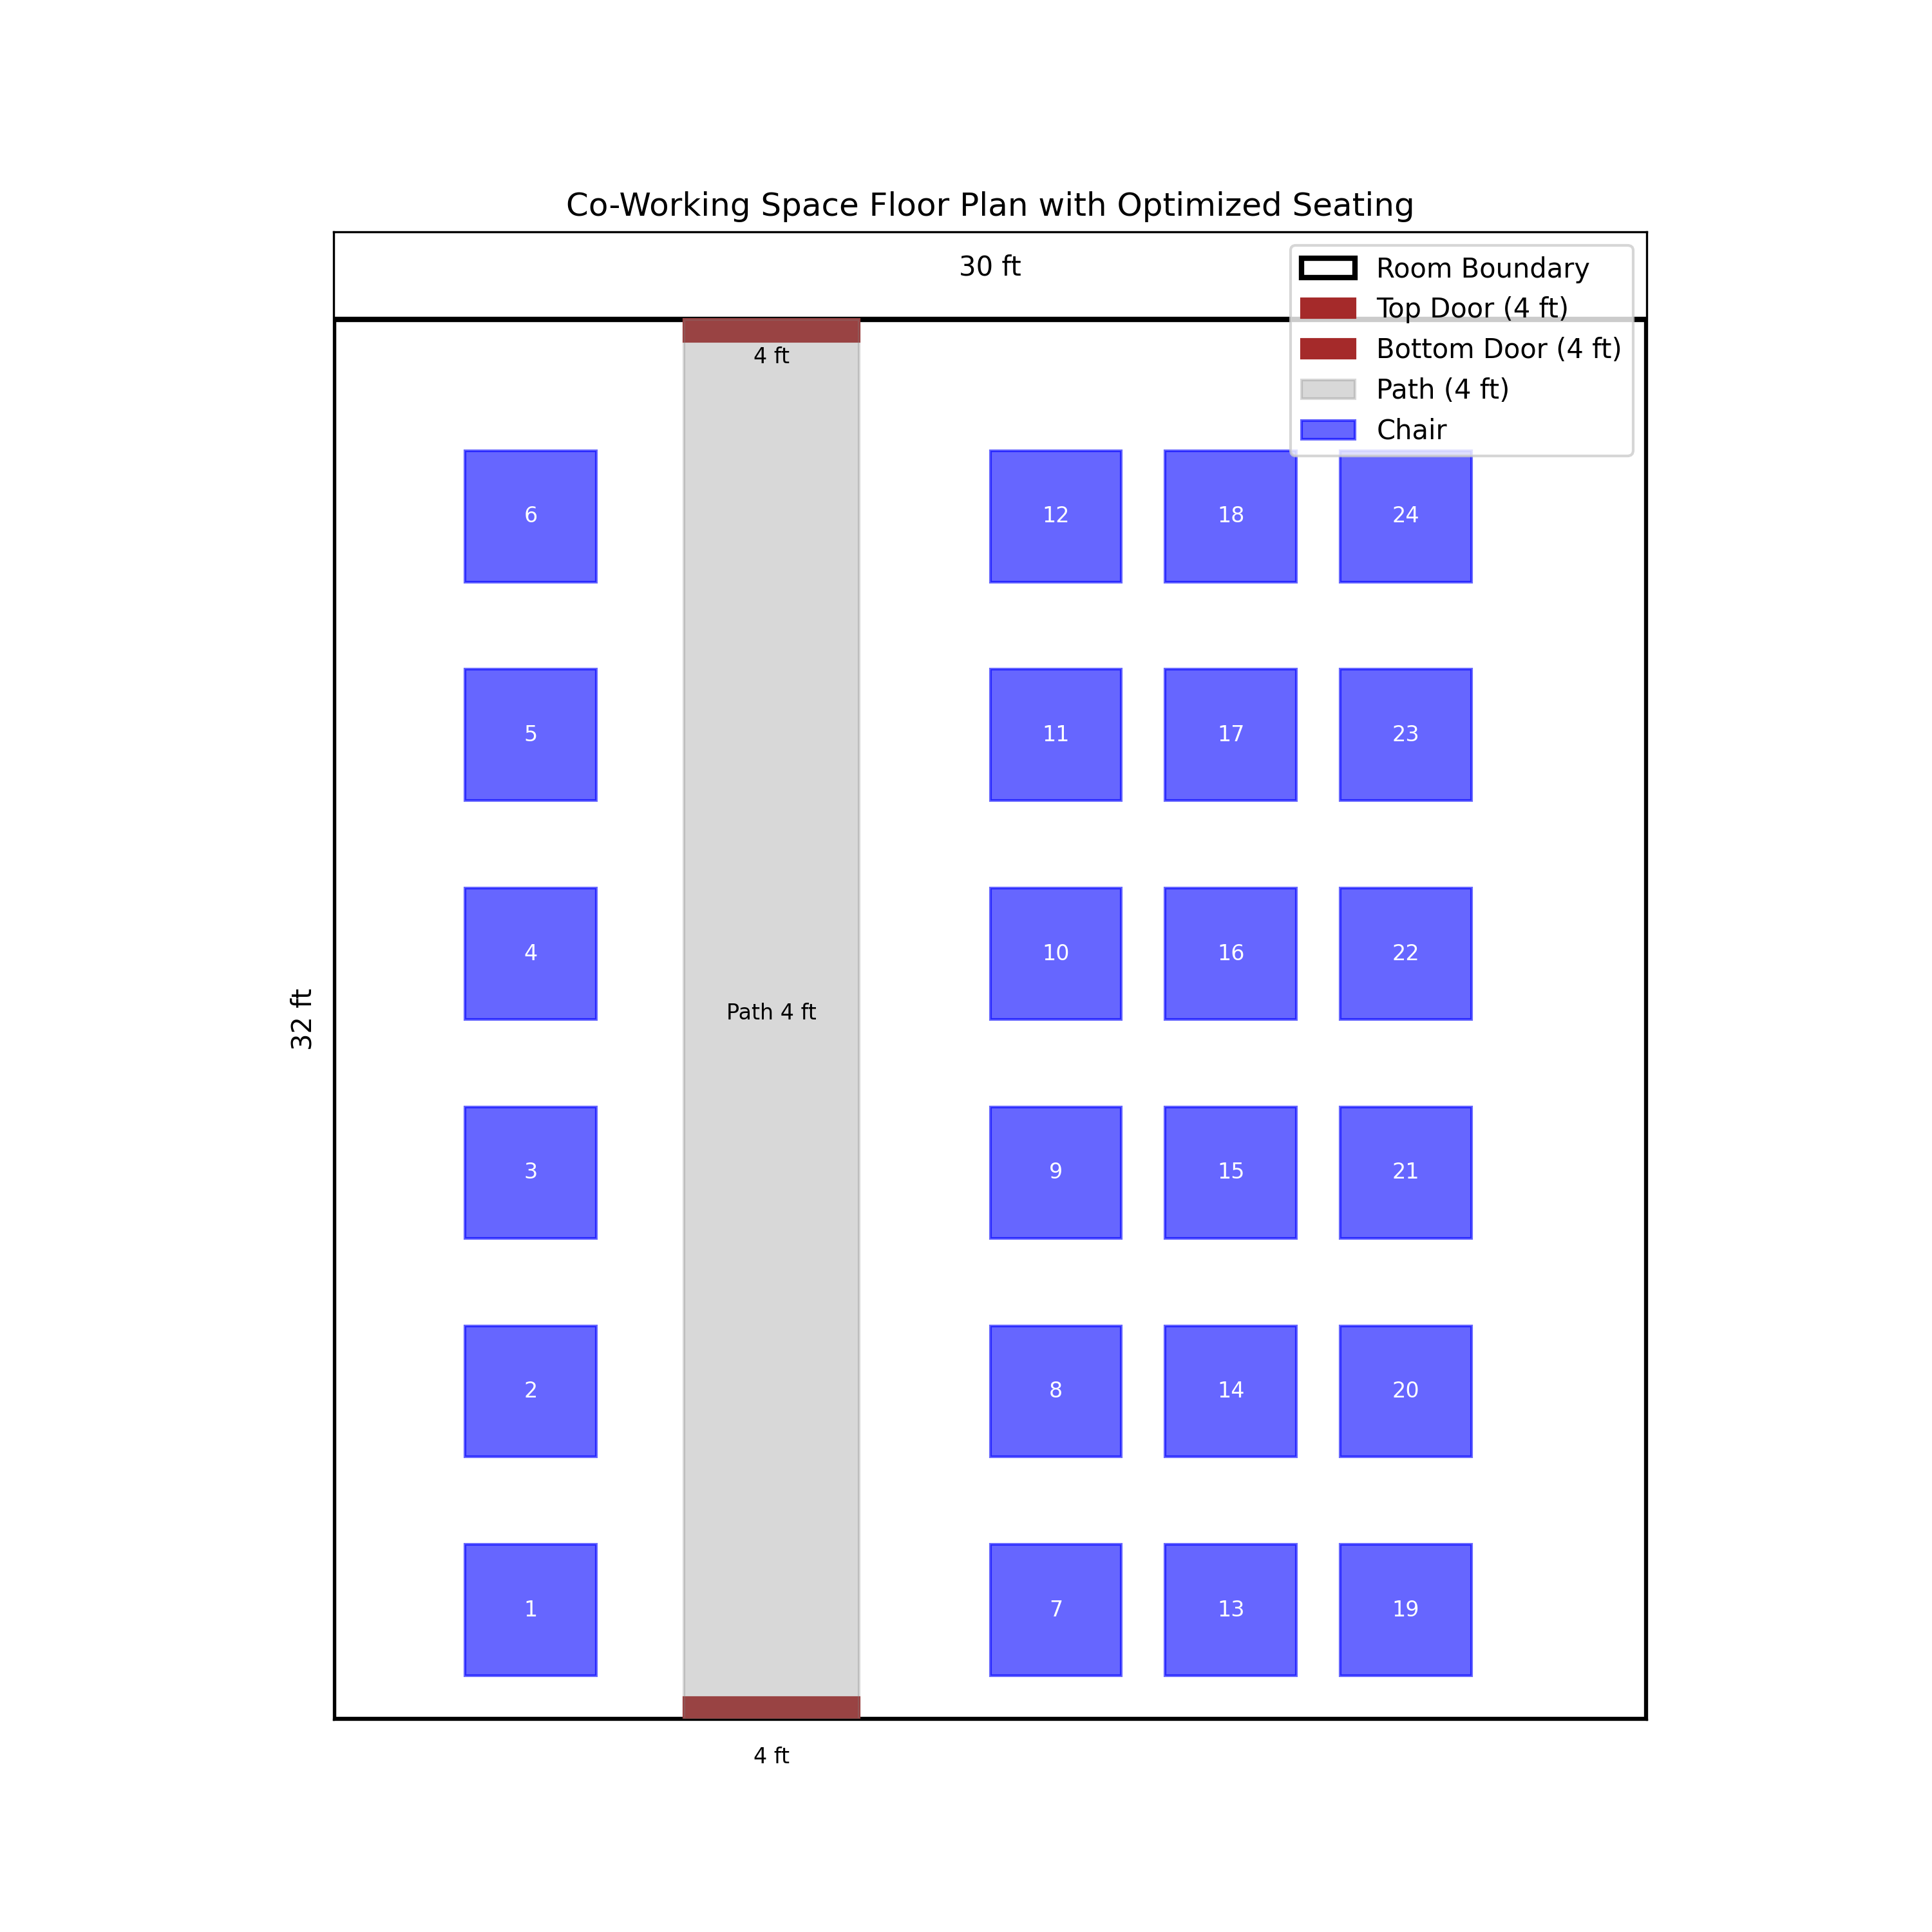 Co-Working Space Floor Plan with Optimized Seating
30 ft
Room Boundary
Top Door (4 ft)
Bottom Door (4 ft)
Path (4 ft)
Chair
4 ft
6
12
18
24
5
11
17
23
4
10
16
22
Path 4 ft
32 ft
3
9
15
21
2
8
14
20
1
7
13
19
4 ft